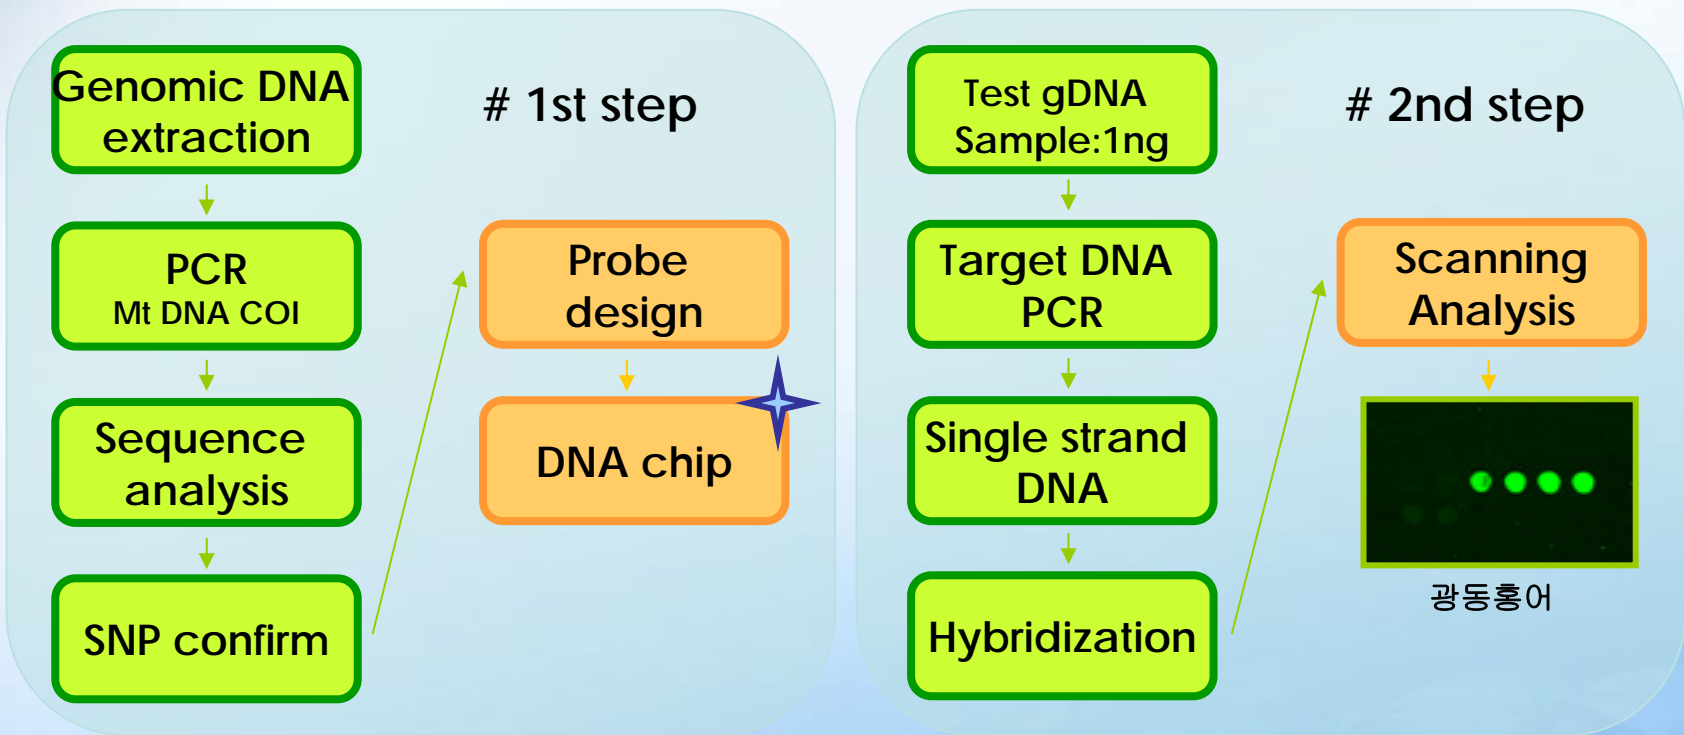 # 1st step
Genomic DNA
extraction
PCR
Mt DNA COI
Sequence
analysis
SNP confirm
Probe
design
DNA chip
# 2nd step
Test gDNA
Sample:1ng
Target DNA
PCR
Single strand
DNA
Hybridization
Scanning
Analysis
광동홍어